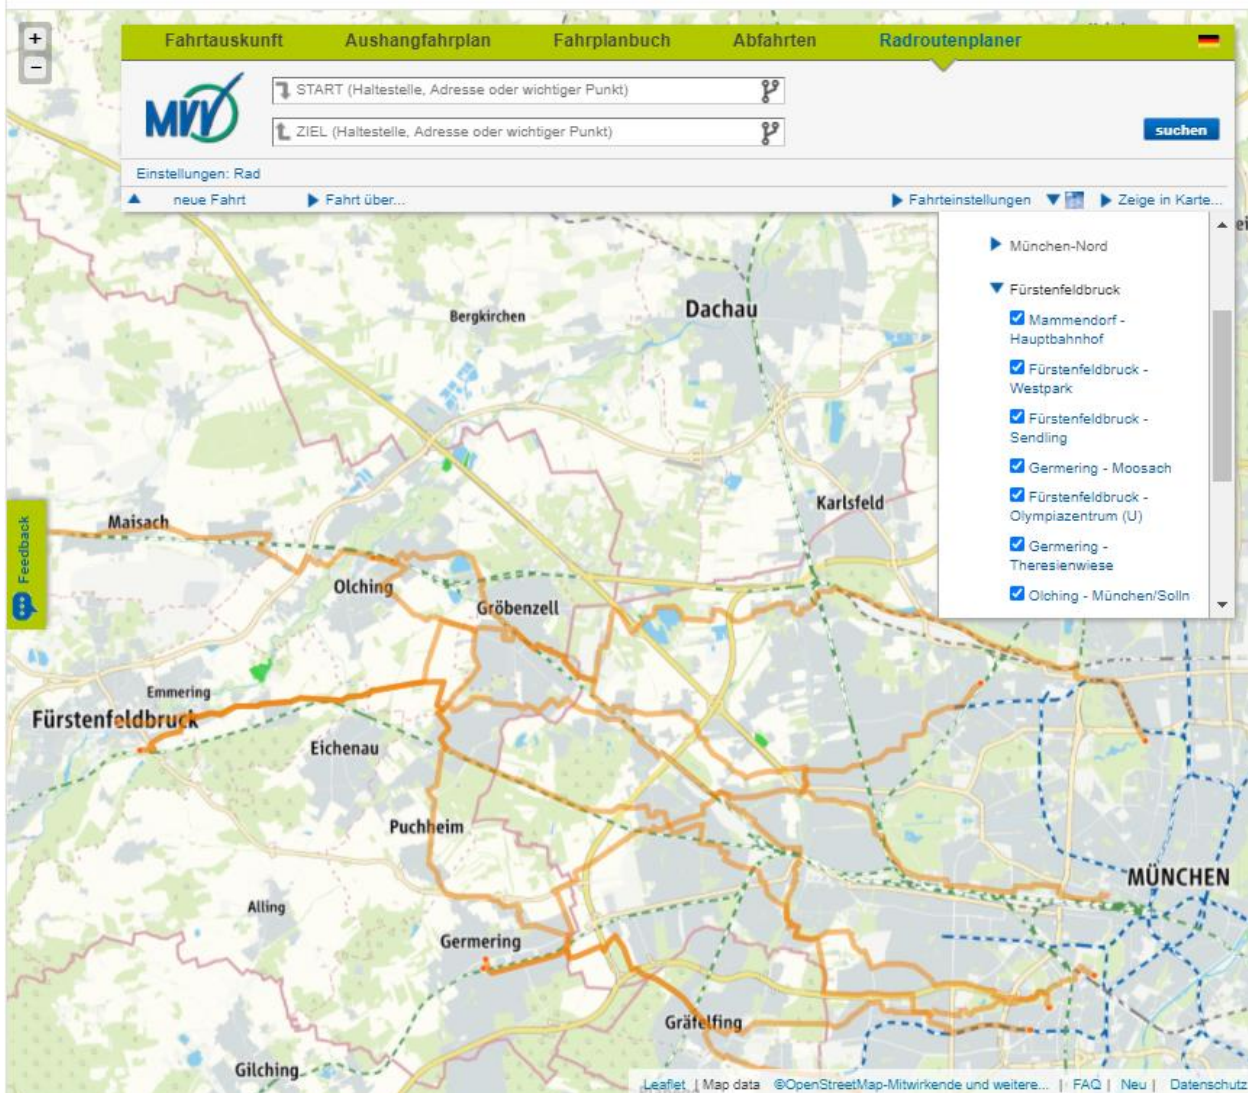 +
−
Fahrtauskunft
Aushangfahrplan
Fahrplanbuch
Abfahrten
Radroutenplaner
MVV
START (Haltestelle, Adresse oder wichtiger Punkt)
ZIEL (Haltestelle, Adresse oder wichtiger Punkt)
suchen
Einstellungen: Rad
neue Fahrt
Fahrt über...
Fahrteinstellungen
Zeige in Karte...
München-Nord
Fürstenfeldbruck
Mammendorf -
Hauptbahnhof
Fürstenfeldbruck -
Westpark
Fürstenfeldbruck -
Sendling
Germering - Moosach
Fürstenfeldbruck -
Olympiazentrum (U)
Germering -
Theresienwiese
Olching - München/Solln
Bergkirchen
Dachau
Karlsfeld
Maisach
Feedback
Olching
Gröbenzell
Emmering
Fürstenfeldbruck
Eichenau
Puchheim
MÜNCHEN
Alling
Germering
Gräfelfing
Gilching
Leaflet | Map data ©OpenStreetMap-Mitwirkende und weitere... | FAQ | Neu | Datenschutz